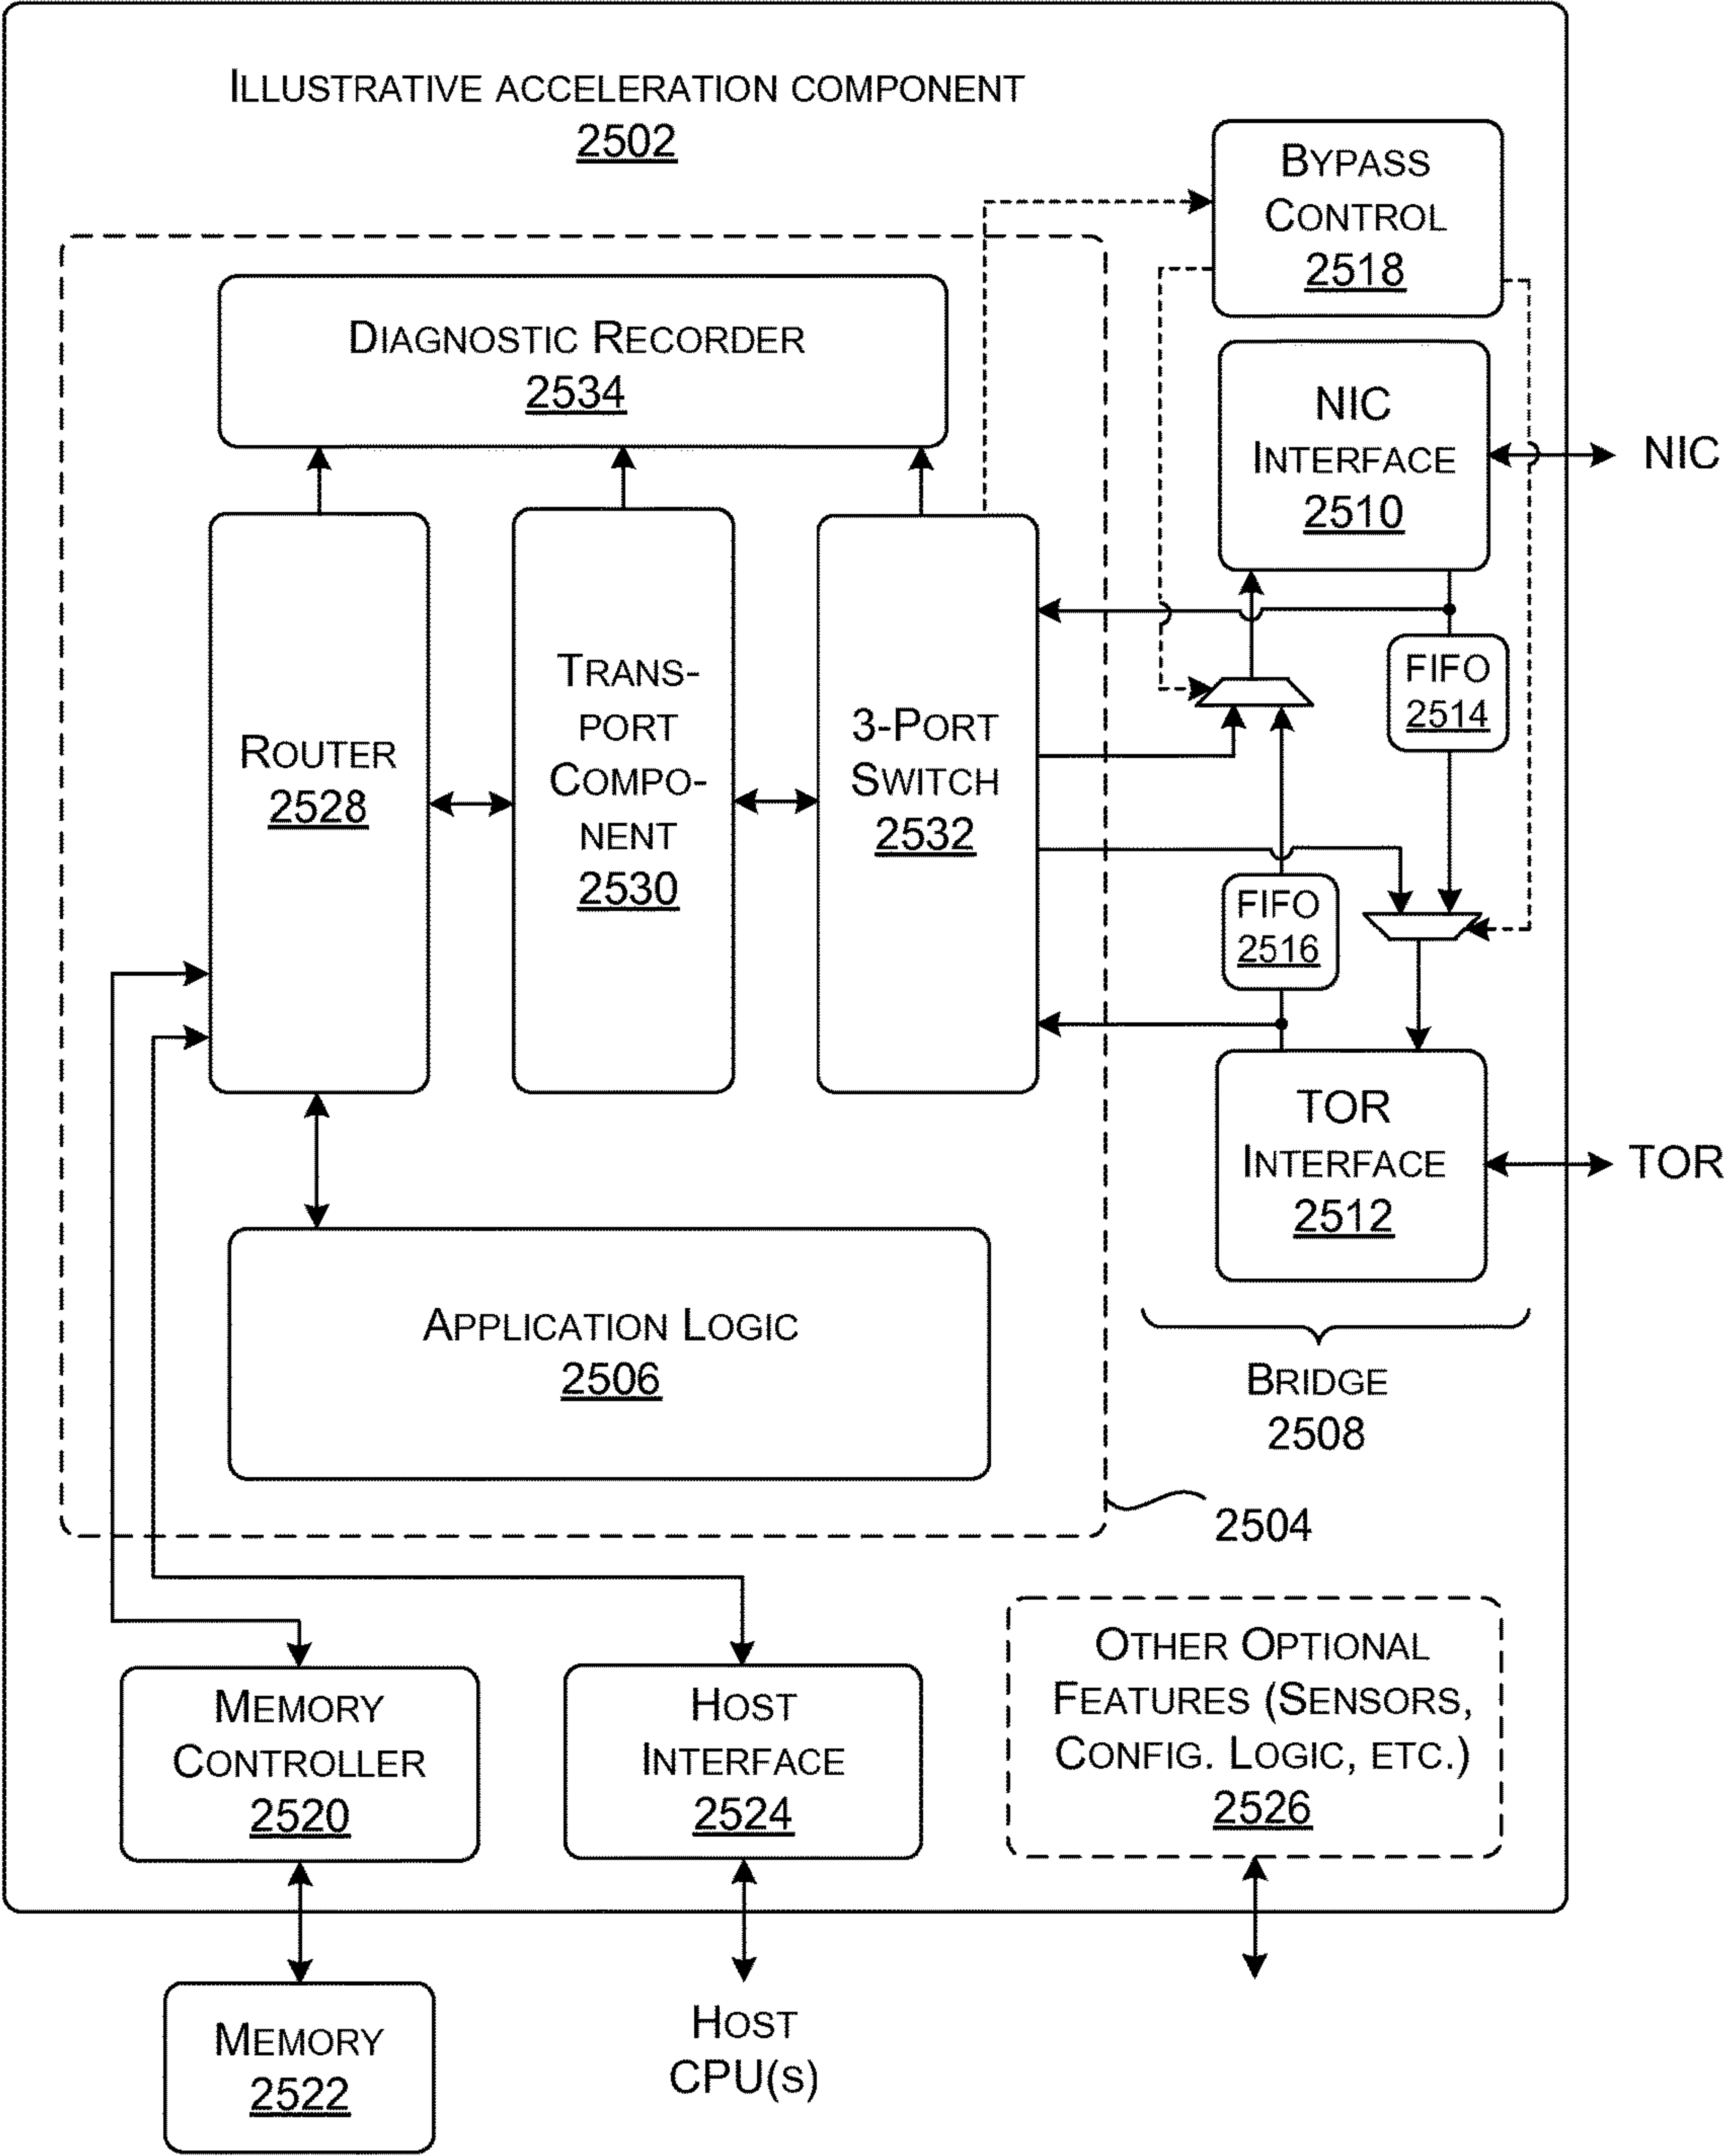 ILLUSTRATIVE ACCELERATION COMPONENT
2502
BYPASS
CONTROL
2518
DIAGNOSTIC RECORDER
2534
NIC
INTERFACE
2510
NIC
ROUTER
2528
TRANS-
PORT
COMPO-
NENT
2530
3-PORT
SWITCH
2532
FIFO
2514
FIFO
2516
TOR
INTERFACE
2512
TOR
APPLICATION LOGIC
2506
BRIDGE
2508
2504
MEMORY
CONTROLLER
2520
HOST
INTERFACE
2524
OTHER OPTIONAL
FEATURES (SENSORS,
CONFIG. LOGIC, ETC.)
2526
MEMORY
2522
HOST
CPU(S)